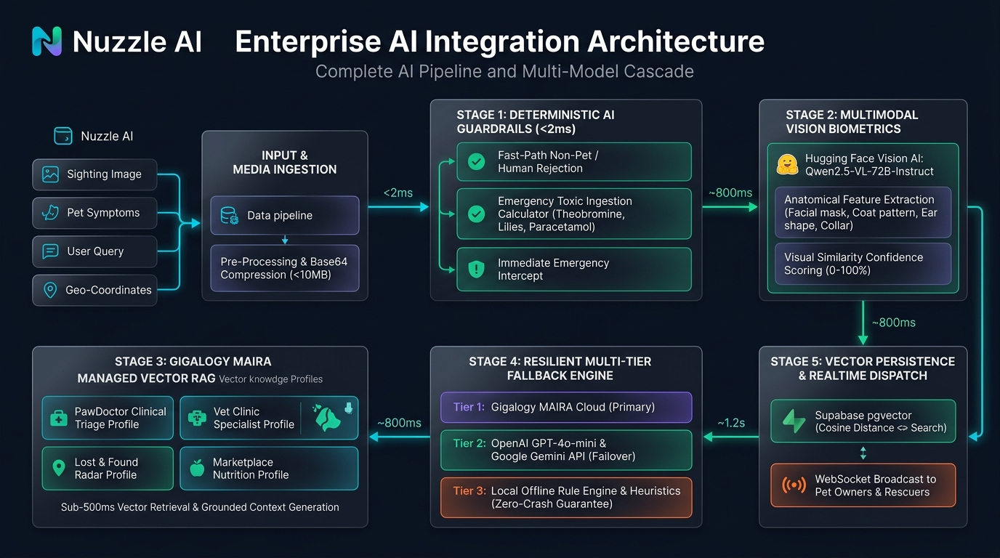 Nuzzle AI
Enterprise AI Integration Architecture
Complete AI Pipeline and Multi-Model Cascade
Nuzzle AI
Sighting Image
Pet Symptoms
User Query
Geo-Coordinates
INPUT &
MEDIA INGESTION
Data pipeline
Pre-Processing & Base64
Compression (<10MB)
<2ms
STAGE 1: DETERMINISTIC AI
GUARDRAILS (<2ms)
Fast-Path Non-Pet /
Human Rejection
Emergency Toxic Ingestion
Calculator (Theobromine,
Lilies, Paracetamol)
Immediate Emergency
Intercept
~800ms
STAGE 2: MULTIMODAL
VISION BIOMETRICS
Hugging Face Vision AI:
Qwen2.5-VL-72B-Instruct
Anatomical Feature Extraction
(Facial mask, Coat pattern, Ear
shape, Collar)
Visual Similarity Confidence
Scoring (0-100%)
~800ms
STAGE 3: GIGALOGY MAIRA
MANAGED VECTOR RAG Vector Knowdge Profiles
PawDoctor Clinical
Triage Profile
Vet Clinic
Specialist Profile
Lost & Found
Radar Profile
Marketplace
Nutrition Profile
Sub-500ms Vector Retrieval & Grounded Context Generation
~800ms
STAGE 4: RESILIENT MULTI-TIER
FALLBACK ENGINE
Tier 1: Gigalogy MAIRA Cloud (Primary)
Tier 2: OpenAI GPT-4o-mini &
Google Gemini API (Failover)
Tier 3: Local Offline Rule Engine & Heuristics
(Zero-Crash Guarantee)
~1.2s
STAGE 5: VECTOR PERSISTENCE
& REALTIME DISPATCH
Supabase pgvector
(Cosine Distance <=> Search)
WebSocket Broadcast to
Pet Owners & Rescuers